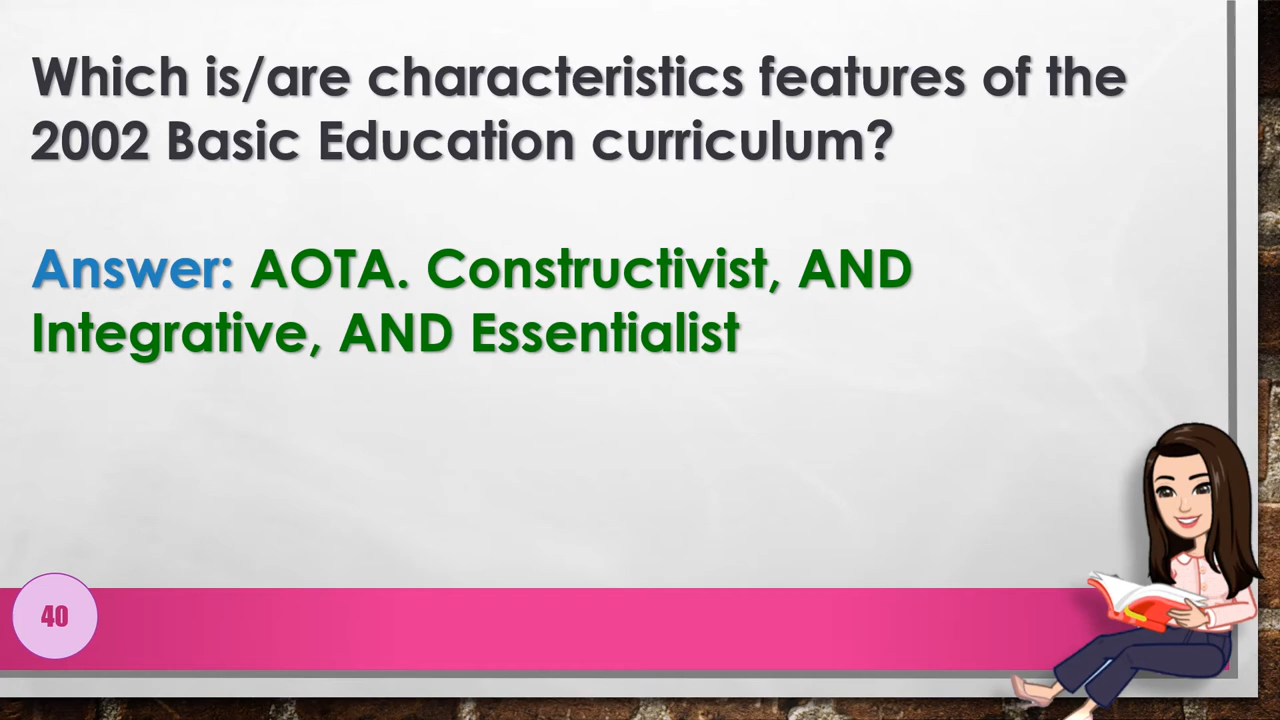 Which is/are characteristics features of the
2002 Basic Education curriculum?
Answer: AOTA. Constructivist, AND
Integrative, AND Essentialist
40